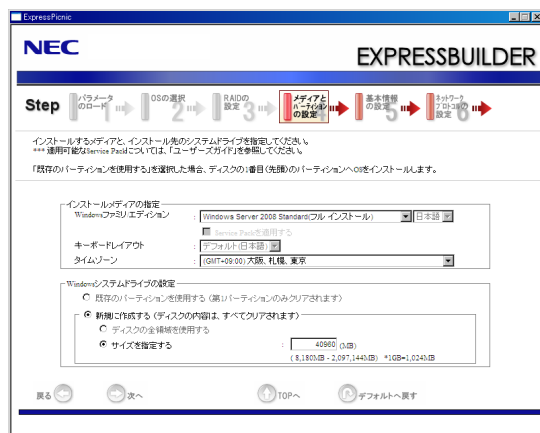 ExpressPicnic
NEC
EXPRESSBUILDER
Step
パラメータのロード 1
OSの選択 2
RAIDの設定 3
メディアとパーティションの設定 4
基本情報の設定 5
ネットワークプロトコルの設定 6
インストールするメディアと、インストール先のシステムドライブを指定してください。
*** 適用可能なService Packについては、「ユーザーズガイド」を参照してください。
「既存のパーティションを使用する」を選択した場合、ディスクの1番目(先頭)のパーティションへOSをインストールします。
インストールメディアの指定
Windowsファミリ/エディション : Windows Server 2008 Standard(フル インストール) 日本語
Service Packを適用する
キーボードレイアウト : デフォルト(日本語)
タイムゾーン : (GMT+09:00) 大阪、札幌、東京
Windowsシステムドライブの設定
既存のパーティションを使用する (第1パーティションのみクリアされます)
新規に作成する (ディスクの内容は、すべてクリアされます)
ディスクの全領域を使用する
サイズを指定する : 40960 (MB)
( 8,180MB - 2,097,144MB) *1GB=1,024MB
戻る 次へ TOPへ デフォルトへ戻す